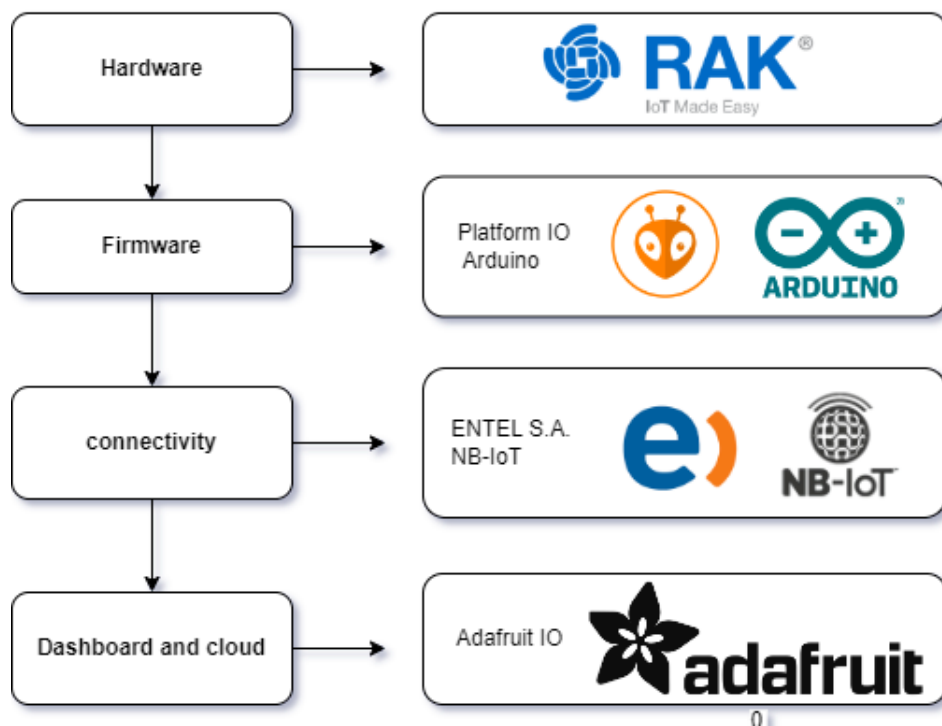 Hardware
RAK®
IoT Made Easy
Firmware
Platform IO
Arduino
ARDUINO
connectivity
ENTEL S.A.
NB-IoT
e)
NB-IoT
Dashboard and cloud
Adafruit IO
adafruit
0